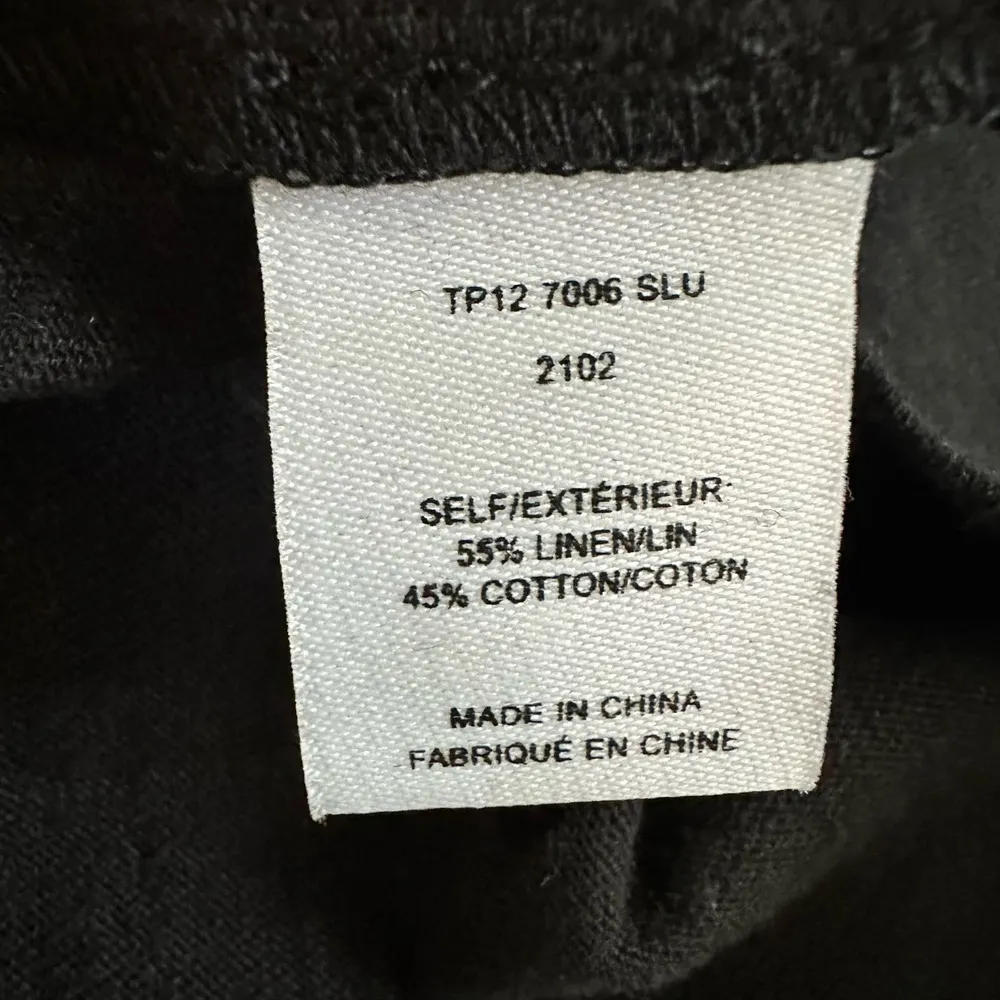 TP12 7006 SLU
2102
SELF/EXTÉRIEUR
55% LINEN/LIN
45% COTTON/COTON
MADE IN CHINA
FABRIQUÉ EN CHINE